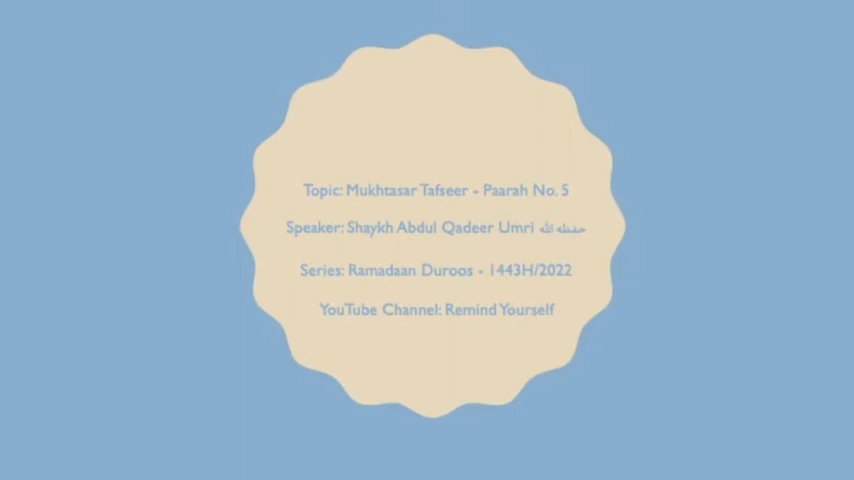 Topic: Mukhtasar Tafseer - Paarah No. 5
Speaker: Shaykh Abdul Qadeer Umri حفظه الله
Series: Ramadaan Duroos - 1443H/2022
YouTube Channel: Remind Yourself